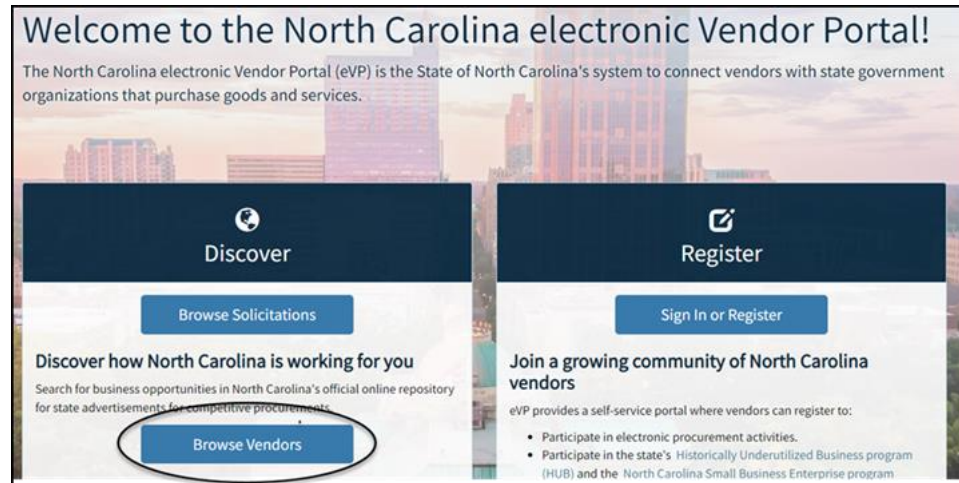 Welcome to the North Carolina electronic Vendor Portal!
The North Carolina electronic Vendor Portal (eVP) is the State of North Carolina's system to connect vendors with state government
organizations that purchase goods and services.
Discover
Browse Solicitations
Discover how North Carolina is working for you
Search for business opportunities in North Carolina's official online repository
for state advertisements for competitive procurements.
Browse Vendors
Register
Sign In or Register
Join a growing community of North Carolina
vendors
eVP provides a self-service portal where vendors can register to:
• Participate in electronic procurement activities.
• Participate in the state's Historically Underutilized Business program
(HUB) and the North Carolina Small Business Enterprise program